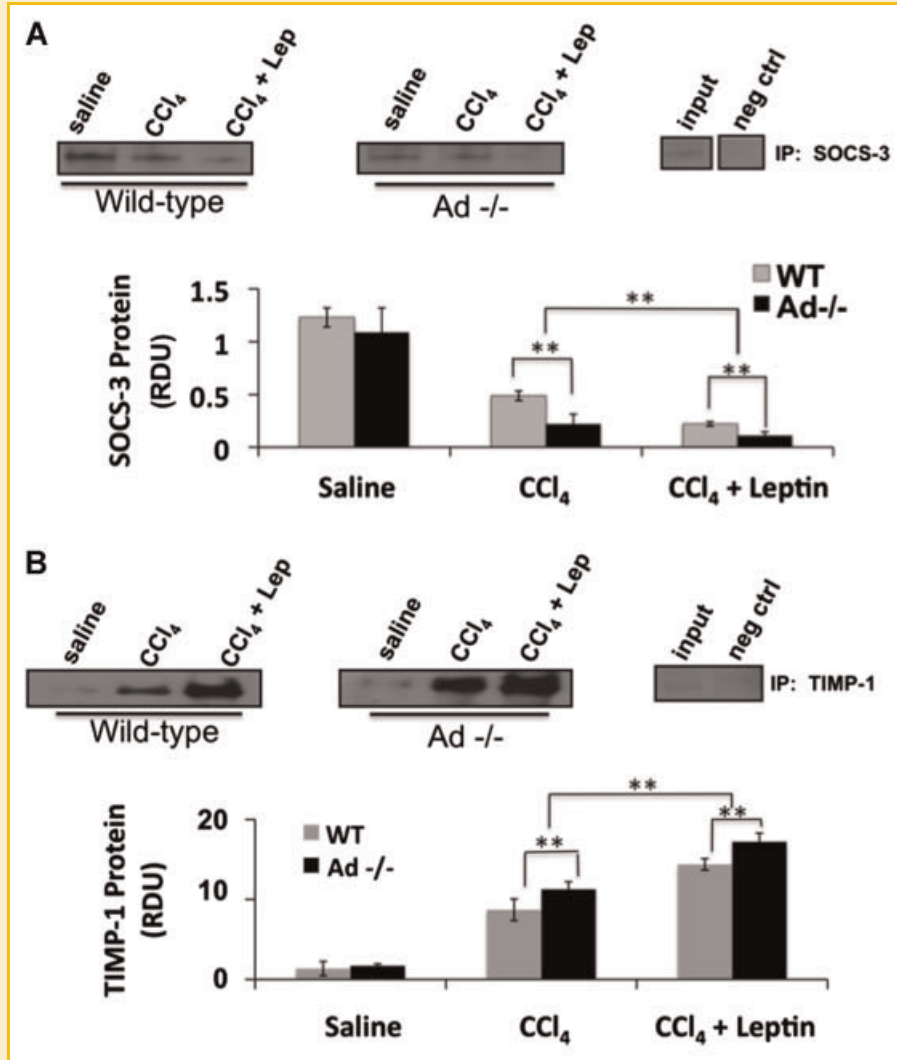 A
saline CCl₄ CCl₄ + Lep saline CCl₄ CCl₄ + Lep input neg ctrl
IP: SOCS-3
Wild-type Ad -/-
SOCS-3 Protein
(RDU)
1.5
1
0.5
0
WT
Ad-/-
**
**
**
Saline CCl₄ CCl₄ + Leptin
B
saline CCl₄ CCl₄ + Lep saline CCl₄ CCl₄ + Lep input neg ctrl
IP: TIMP-1
Wild-type Ad -/-
TIMP-1 Protein
(RDU)
20
10
0
WT
Ad -/-
**
**
**
Saline CCl₄ CCl₄ + Leptin